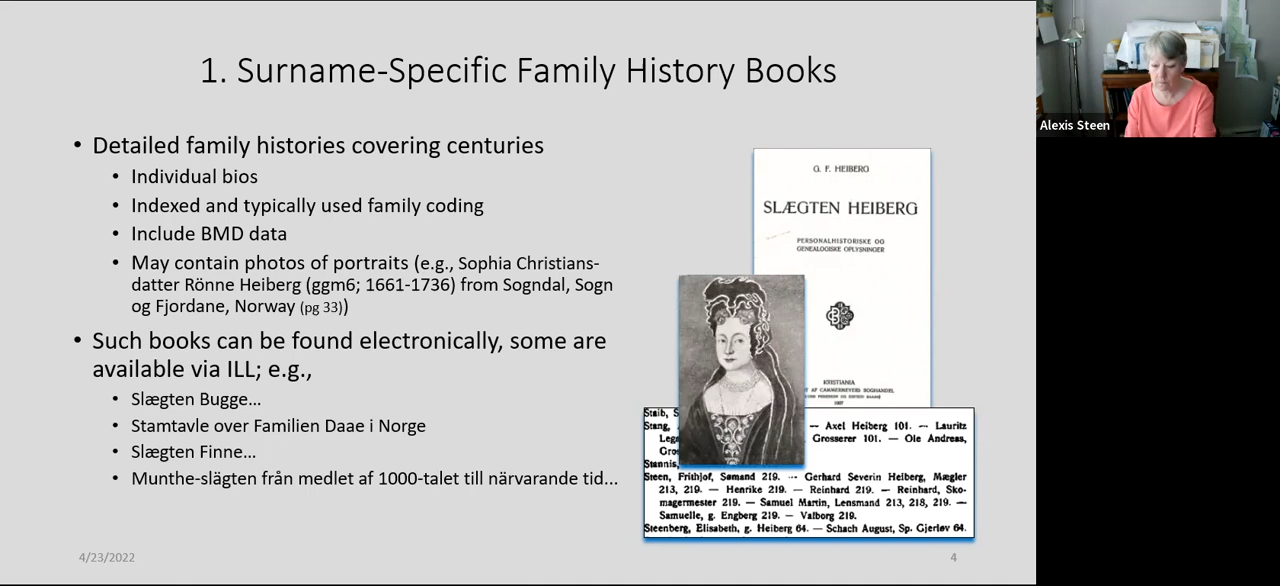 1. Surname-Specific Family History Books
• Detailed family histories covering centuries
• Individual bios
• Indexed and typically used family coding
• Include BMD data
• May contain photos of portraits (e.g., Sophia Christians-
datter Rönne Heiberg (ggm6; 1661-1736) from Sogndal, Sogn
og Fjordane, Norway (pg 33))
• Such books can be found electronically, some are
available via ILL; e.g.,
• Slægten Bugge...
• Stamtavle over Familien Daae i Norge
• Slægten Finne...
• Munthe-slägten från medlet af 1000-talet till närvarande tid...
G. F. HEIBERG
SLÆGTEN HEIBERG
PERSONALHISTORISKE OG
GENEALOGISKE OPLYSNINGER
KRISTIANIA
T AF CAMMERMEYERS BOGHANDEL
1907
Staib, S
Stang, — Axel Heiberg 101. — Lauritz
Grosserer 101. — Ole Andreas,
Gro
Stannis,
Steen, Frithjof, Sømand 219. — Gerhard Severin Heiberg, Mægler
213, 219. — Henrike 219. — Reinhard 219. — Reinhard, Sko-
magermester 219. — Samuel Martin, Lensmand 213, 218, 219. —
Samuelle, g. Engberg 219. — Valborg 219.
Steenberg, Elisabeth, g. Heiberg 64. — Schach August, Sp. Gjerløv 64.
4/23/2022
4
Alexis Steen